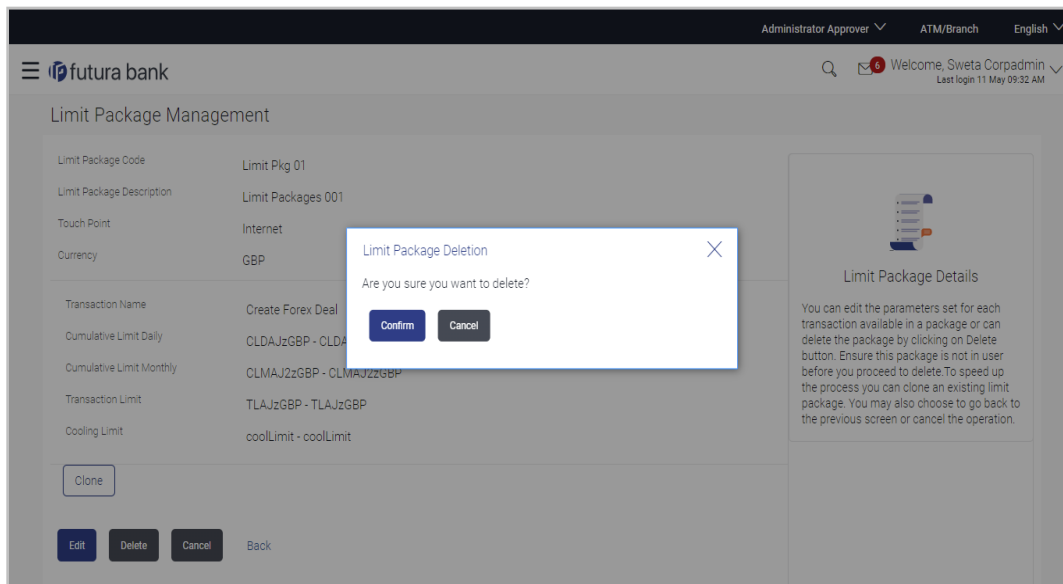 Administrator Approver ATM/Branch English
futura bank
6 Welcome, Sweta Corpadmin
Last login 11 May 09:32 AM
Limit Package Management
Limit Package Code Limit Pkg 01
Limit Package Description Limit Packages 001
Touch Point Internet
Currency GBP
Transaction Name Create Forex Deal
Cumulative Limit Daily CLDAJzGBP - CLDA
Cumulative Limit Monthly CLMAJ2zGBP - CLMAJ2zGBP
Transaction Limit TLAJzGBP - TLAJzGBP
Cooling Limit coolLimit - coolLimit
Clone
Edit Delete Cancel Back
Limit Package Deletion
Are you sure you want to delete?
Confirm Cancel
Limit Package Details
You can edit the parameters set for each
transaction available in a package or can
delete the package by clicking on Delete
button. Ensure this package is not in user
before you proceed to delete.To speed up
the process you can clone an existing limit
package. You may also choose to go back to
the previous screen or cancel the operation.